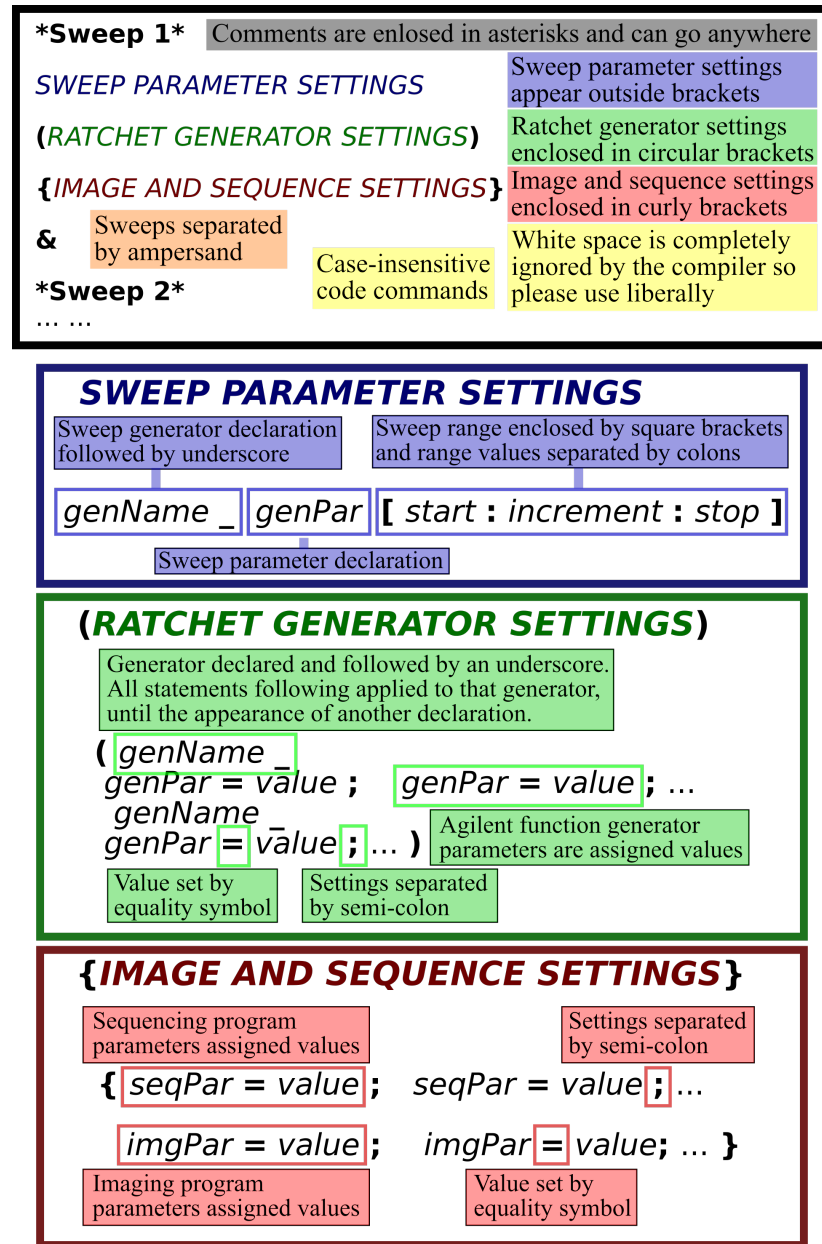 *Sweep 1* Comments are enlosed in asterisks and can go anywhere
SWEEP PARAMETER SETTINGS
Sweep parameter settings
appear outside brackets
(RATCHET GENERATOR SETTINGS)
Ratchet generator settings
enclosed in circular brackets
{IMAGE AND SEQUENCE SETTINGS}
Image and sequence settings
enclosed in curly brackets
&
Sweeps separated
by ampersand
Case-insensitive
code commands
White space is completely
ignored by the compiler so
please use liberally
*Sweep 2*
... ...
SWEEP PARAMETER SETTINGS
Sweep generator declaration
followed by underscore
Sweep range enclosed by square brackets
and range values separated by colons
genName _ genPar [ start : increment : stop ]
Sweep parameter declaration
(RATCHET GENERATOR SETTINGS)
Generator declared and followed by an underscore.
All statements following applied to that generator,
until the appearance of another declaration.
( genName _
genPar = value ; genPar = value ; ...
genName _
genPar = value ; ... )
Agilent function generator
parameters are assigned values
Value set by
equality symbol
Settings separated
by semi-colon
{IMAGE AND SEQUENCE SETTINGS}
Sequencing program
parameters assigned values
Settings separated
by semi-colon
{ seqPar = value ; seqPar = value ; ...
imgPar = value ; imgPar = value; ... }
Imaging program
parameters assigned values
Value set by
equality symbol